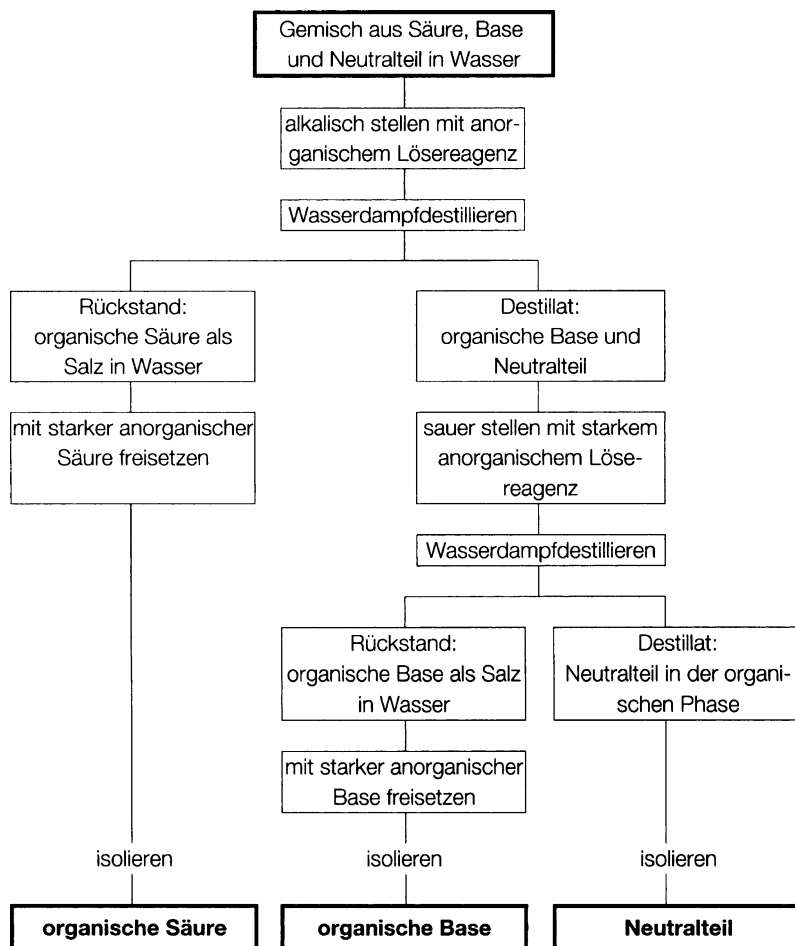 Gemisch aus Säure, Base
und Neutralteil in Wasser
alkalisch stellen mit anor-
ganischem Lösereagenz
Wasserdampfdestillieren
Rückstand:
organische Säure als
Salz in Wasser
mit starker anorganischer
Säure freisetzen
Destillat:
organische Base und
Neutralteil
sauer stellen mit starkem
anorganischem Löse-
reagenz
Wasserdampfdestillieren
Rückstand:
organische Base als Salz
in Wasser
mit starker anorganischer
Base freisetzen
Destillat:
Neutralteil in der organi-
schen Phase
isolieren
isolieren
isolieren
organische Säure
organische Base
Neutralteil